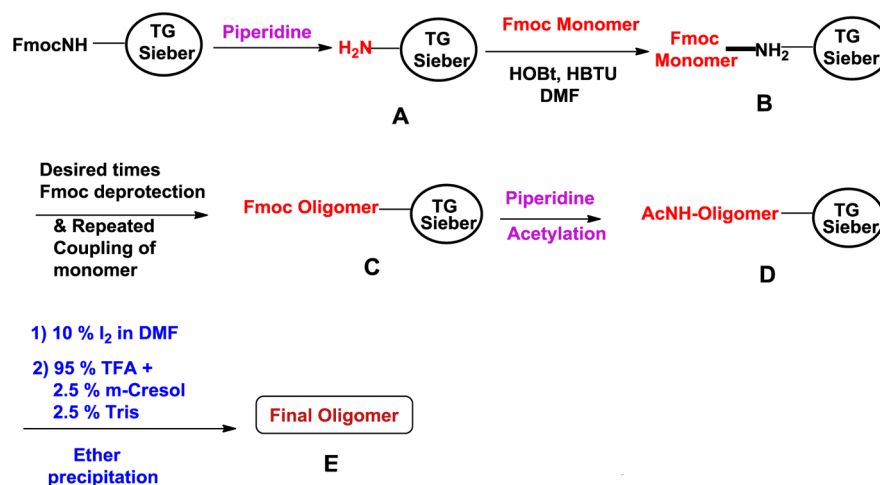 FmocNH
TG
Sieber
Piperidine
H₂N
TG
Sieber
A
Fmoc Monomer
HOBt, HBTU
DMF
Fmoc
Monomer
NH₂
TG
Sieber
B
Desired times
Fmoc deprotection
& Repeated
Coupling of
monomer
Fmoc Oligomer
TG
Sieber
C
Piperidine
Acetylation
AcNH-Oligomer
TG
Sieber
D
1) 10 % I₂ in DMF
2) 95 % TFA +
2.5 % m-Cresol
2.5 % Tris
Ether
precipitation
Final Oligomer
E